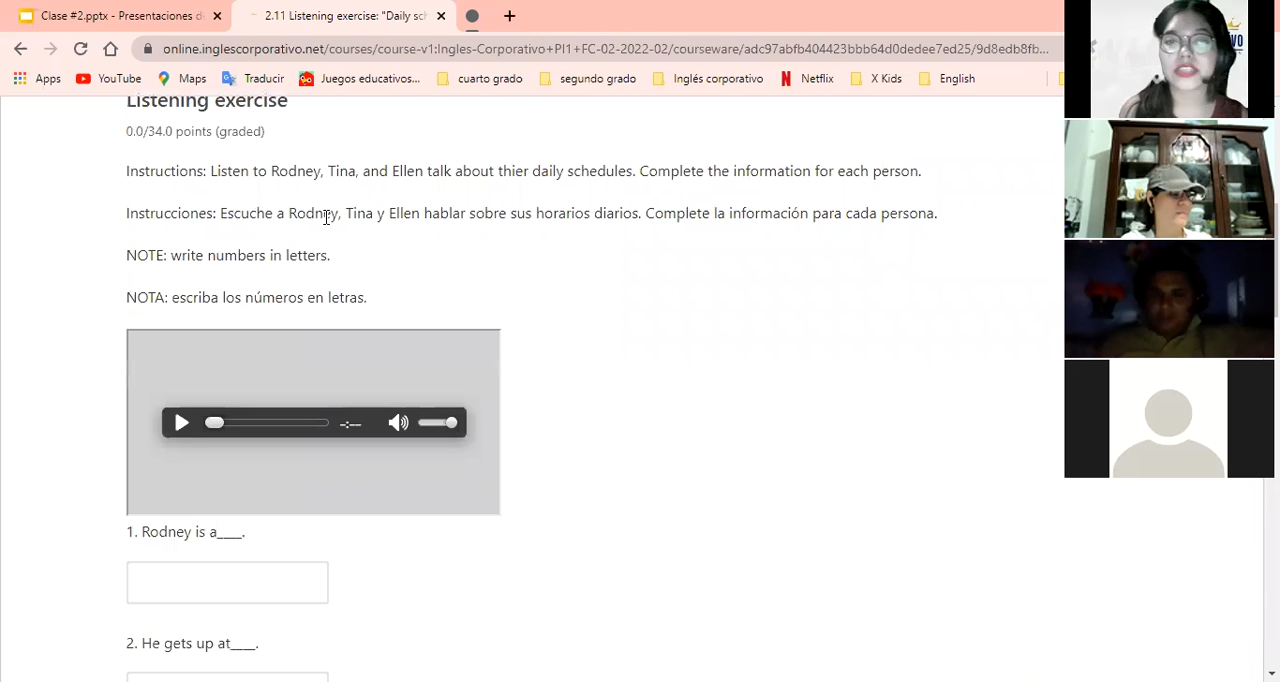 Clase #2.pptx - Presentaciones d
2.11 Listening exercise: "Daily sch
online.inglescorporativo.net/courses/course-v1:Ingles-Corporativo+PI1+FC-02-2022-02/courseware/adc97abfb404423bbb64d0dedee7ed25/9d8edb8fb...
Apps YouTube Maps Traducir Juegos educativos... cuarto grado segundo grado Inglés corporativo Netflix X Kids English
Listening exercise
0.0/34.0 points (graded)
Instructions: Listen to Rodney, Tina, and Ellen talk about thier daily schedules. Complete the information for each person.
Instrucciones: Escuche a Rodney, Tina y Ellen hablar sobre sus horarios diarios. Complete la información para cada persona.
NOTE: write numbers in letters.
NOTA: escriba los números en letras.
-:--
1. Rodney is a____.
2. He gets up at____.